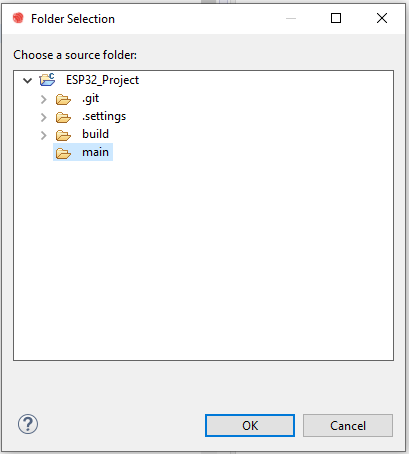 Folder Selection
Choose a source folder:
ESP32_Project
.git
.settings
build
main
OK
Cancel